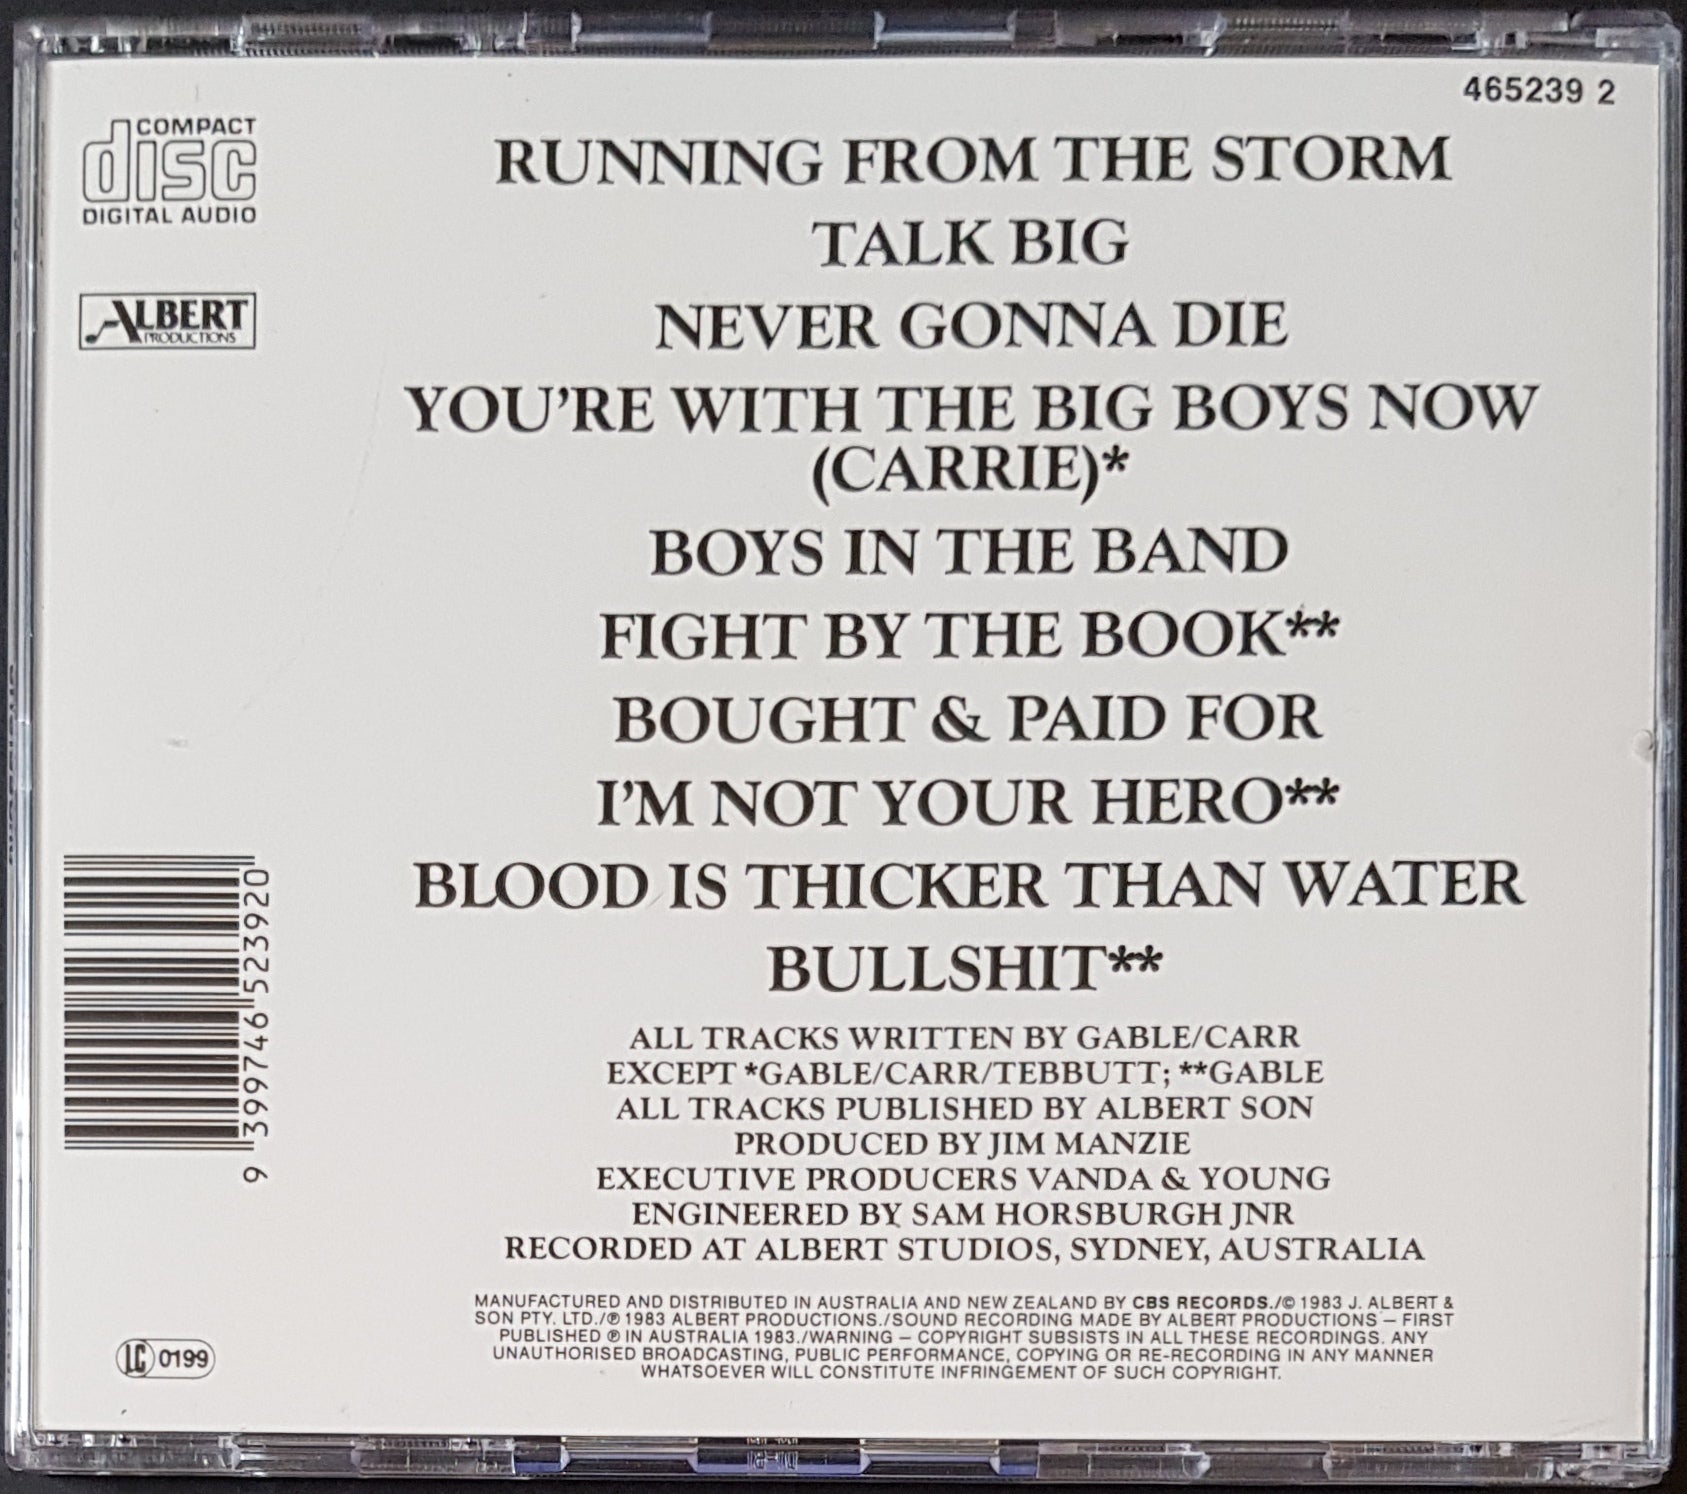 465239 2
COMPACT
disc
DIGITAL AUDIO
ALBERT
PRODUCTIONS
RUNNING FROM THE STORM
TALK BIG
NEVER GONNA DIE
YOU'RE WITH THE BIG BOYS NOW
(CARRIE)*
BOYS IN THE BAND
FIGHT BY THE BOOK**
BOUGHT & PAID FOR
I'M NOT YOUR HERO**
BLOOD IS THICKER THAN WATER
BULLSHIT**
ALL TRACKS WRITTEN BY GABLE/CARR
EXCEPT *GABLE/CARR/TEBBUTT; **GABLE
ALL TRACKS PUBLISHED BY ALBERT SON
PRODUCED BY JIM MANZIE
EXECUTIVE PRODUCERS VANDA & YOUNG
ENGINEERED BY SAM HORSBURGH JNR
RECORDED AT ALBERT STUDIOS, SYDNEY, AUSTRALIA
MANUFACTURED AND DISTRIBUTED IN AUSTRALIA AND NEW ZEALAND BY CBS RECORDS./© 1983 J. ALBERT &
SON PTY. LTD./℗ 1983 ALBERT PRODUCTIONS./SOUND RECORDING MADE BY ALBERT PRODUCTIONS – FIRST
PUBLISHED ℗ IN AUSTRALIA 1983./WARNING – COPYRIGHT SUBSISTS IN ALL THESE RECORDINGS. ANY
UNAUTHORISED BROADCASTING, PUBLIC PERFORMANCE, COPYING OR RE-RECORDING IN ANY MANNER
WHATSOEVER WILL CONSTITUTE INFRINGEMENT OF SUCH COPYRIGHT.
9 399746 523920
LC 0199